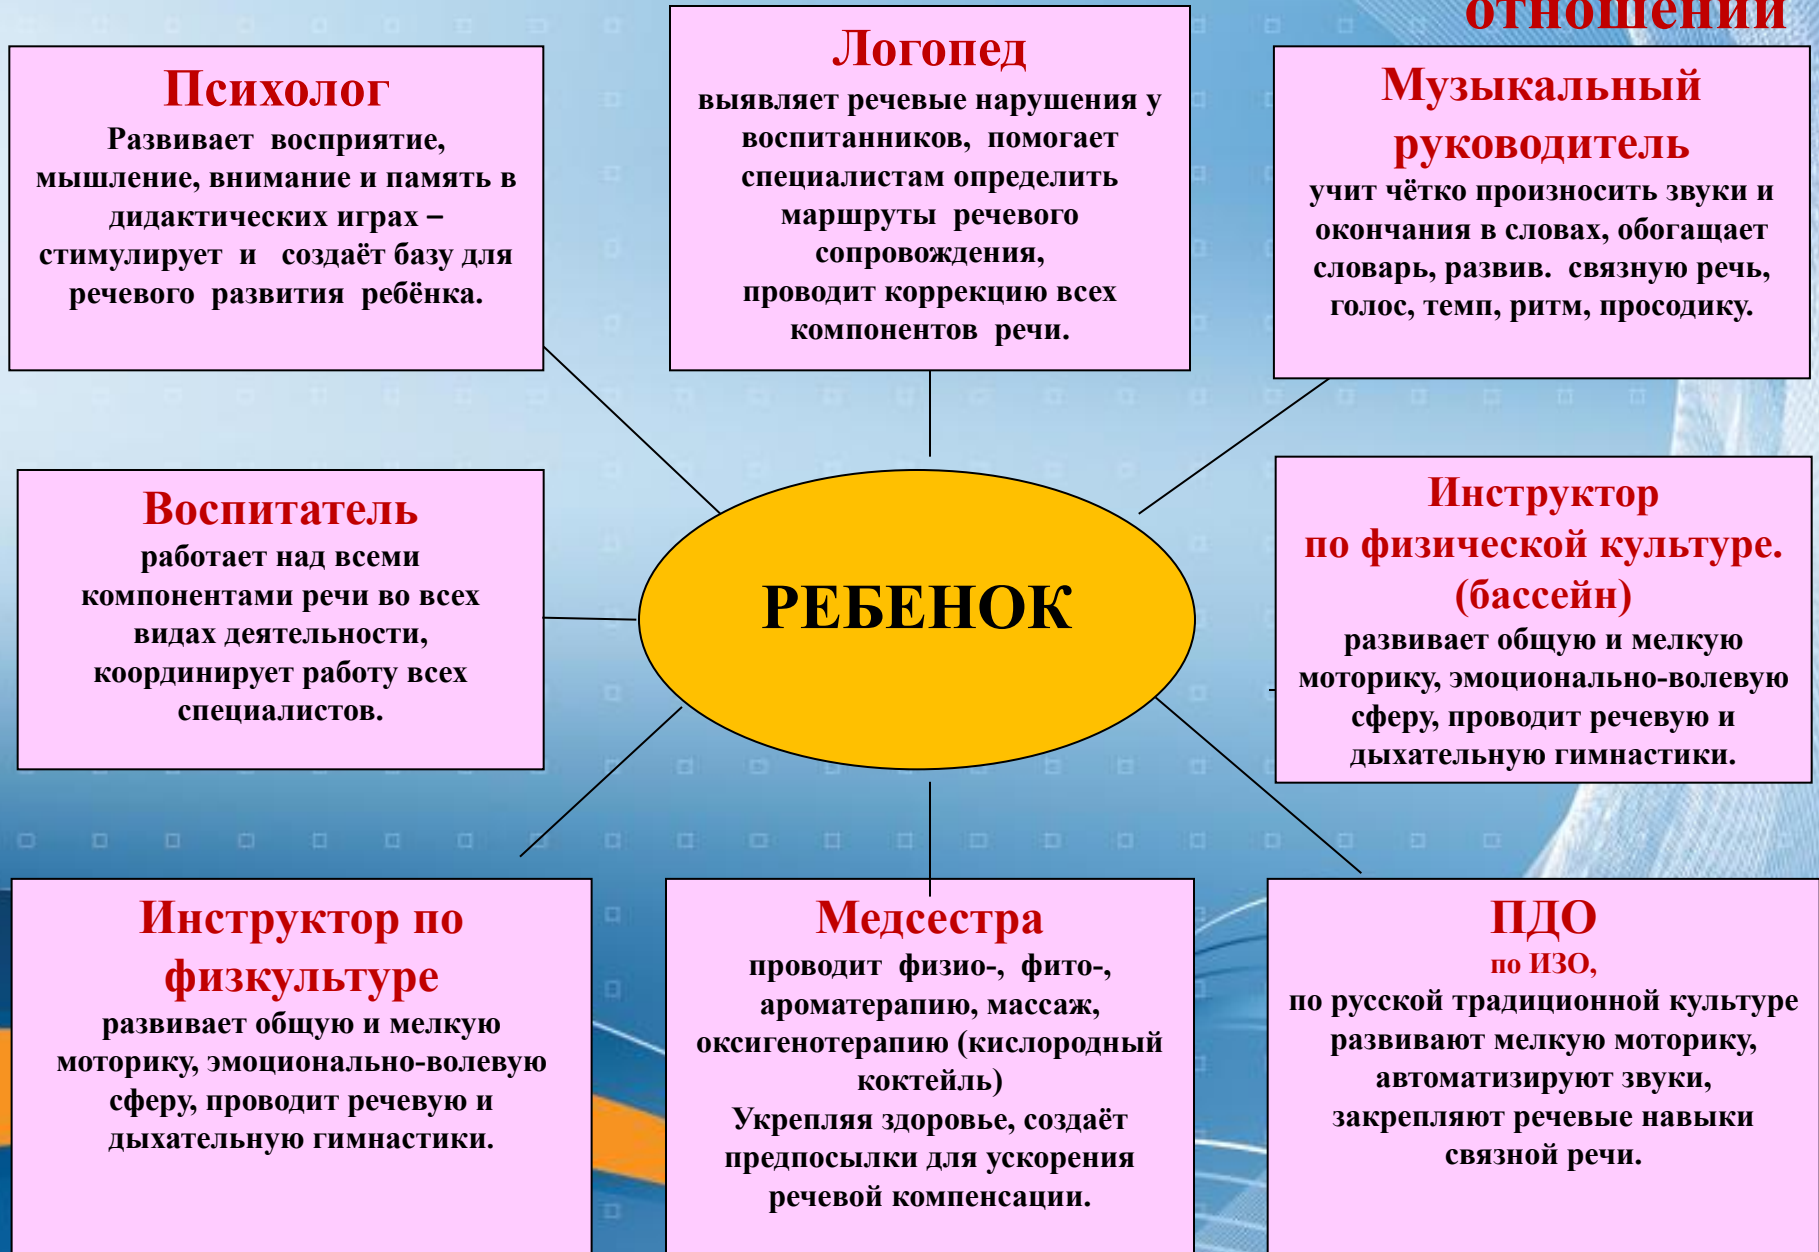 отношений
Психолог
Развивает восприятие,
мышление, внимание и память в
дидактических играх –
стимулирует и создаёт базу для
речевого развития ребёнка.
Логопед
выявляет речевые нарушения у
воспитанников, помогает
специалистам определить
маршруты речевого
сопровождения,
проводит коррекцию всех
компонентов речи.
Музыкальный
руководитель
учит чётко произносить звуки и
окончания в словах, обогащает
словарь, развив. связную речь,
голос, темп, ритм, просодику.
Воспитатель
работает над всеми
компонентами речи во всех
видах деятельности,
координирует работу всех
специалистов.
РЕБЕНОК
Инструктор
по физической культуре.
(бассейн)
развивает общую и мелкую
моторику, эмоционально-волевую
сферу, проводит речевую и
дыхательную гимнастики.
Инструктор по
физкультуре
развивает общую и мелкую
моторику, эмоционально-волевую
сферу, проводит речевую и
дыхательную гимнастики.
Медсестра
проводит физио-, фито-,
ароматерапию, массаж,
оксигенотерапию (кислородный
коктейль)
Укрепляя здоровье, создаёт
предпосылки для ускорения
речевой компенсации.
ПДО
по ИЗО,
по русской традиционной культуре
развивают мелкую моторику,
автоматизируют звуки,
закрепляют речевые навыки
связной речи.